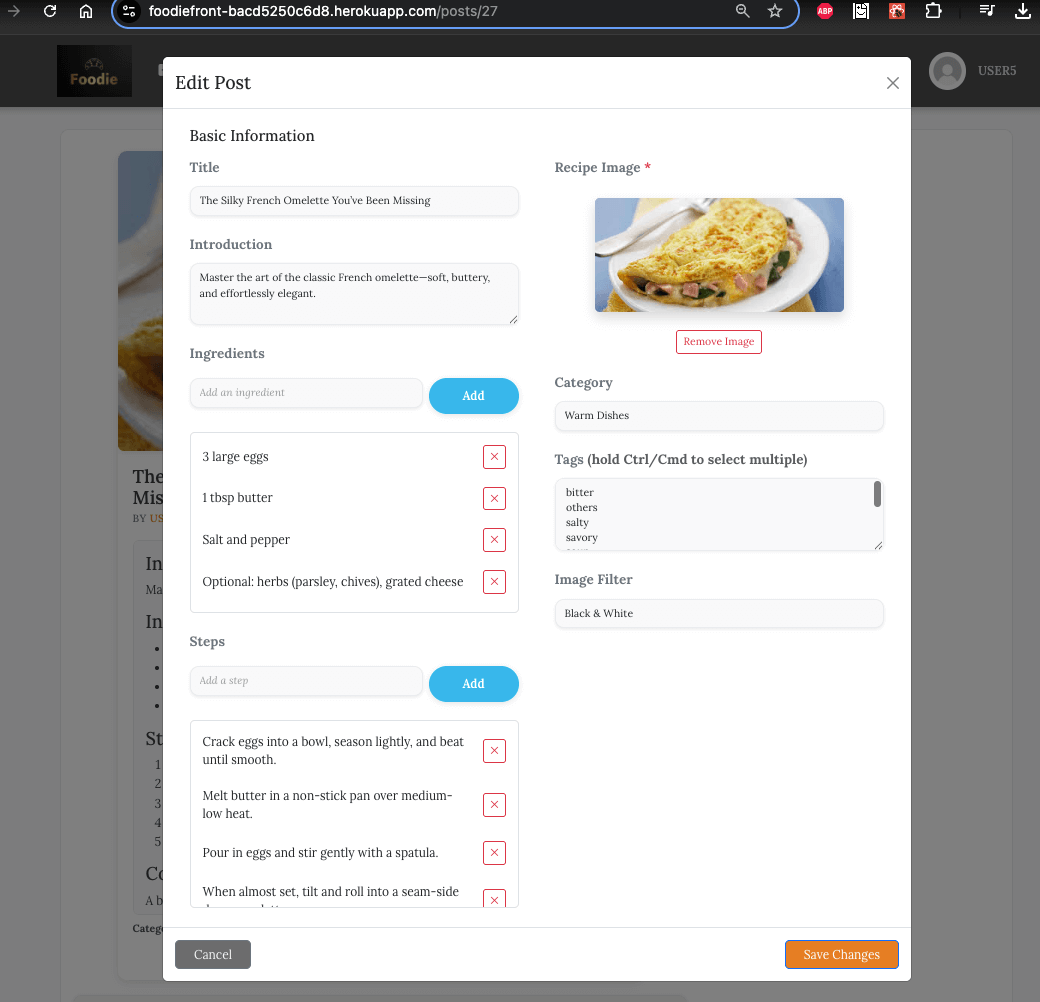 foodiefront-bacd5250c6d8.herokuapp.com/posts/27
ABP
Foodie
USER5
Edit Post
Basic Information
Title
The Silky French Omelette You’ve Been Missing
Introduction
Master the art of the classic French omelette—soft, buttery,
and effortlessly elegant.
Ingredients
Add an ingredient
Add
3 large eggs
1 tbsp butter
Salt and pepper
Optional: herbs (parsley, chives), grated cheese
Steps
Add a step
Add
Crack eggs into a bowl, season lightly, and beat
until smooth.
Melt butter in a non-stick pan over medium-
low heat.
Pour in eggs and stir gently with a spatula.
When almost set, tilt and roll into a seam-side
Recipe Image *
Remove Image
Category
Warm Dishes
Tags (hold Ctrl/Cmd to select multiple)
bitter
others
salty
savory
Image Filter
Black & White
Cancel
Save Changes
The
Mis
BY US
In
Ma
In
St
1
2
3
4
5
Co
A b
Catego